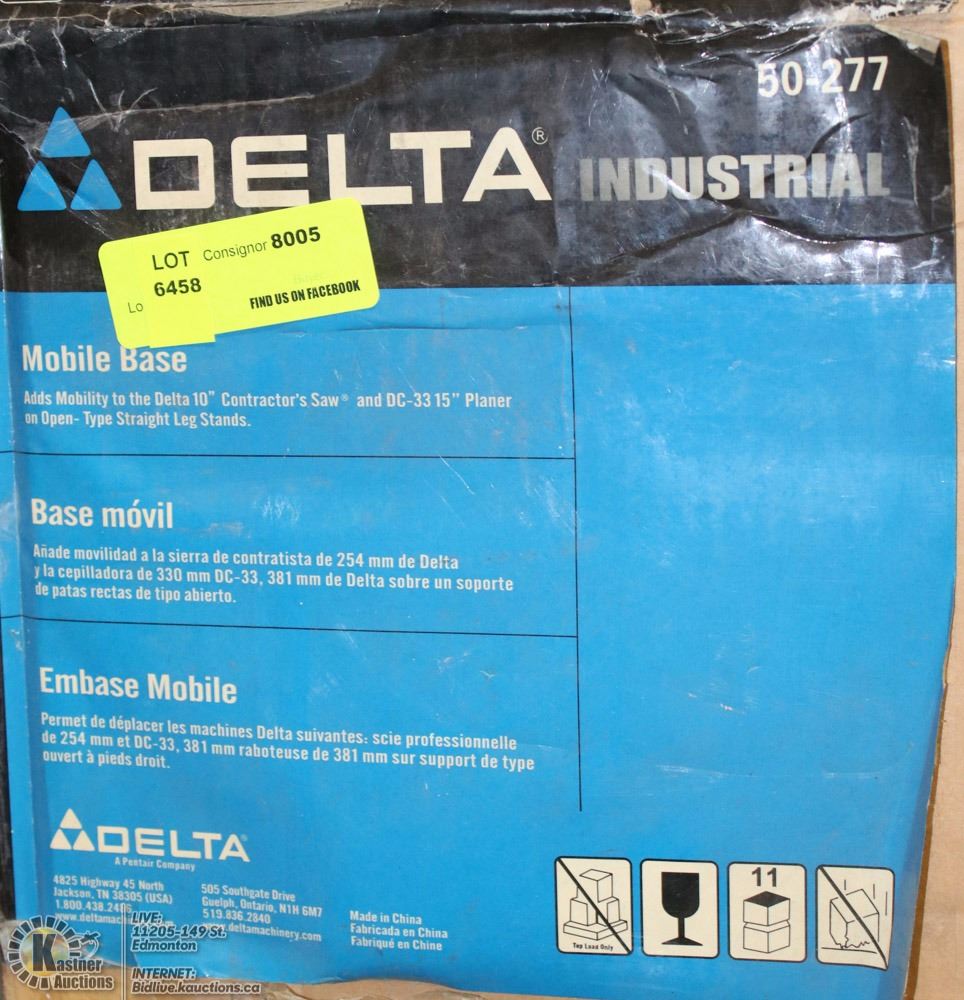 50-277
DELTA® INDUSTRIAL
LOT Consignor 8005
6458
Lo
FIND US ON FACEBOOK
Mobile Base
Adds Mobility to the Delta 10" Contractor's Saw® and DC-33 15" Planer
on Open- Type Straight Leg Stands.
Base móvil
Añade movilidad a la sierra de contratista de 254 mm de Delta
y la cepilladora de 330 mm DC-33, 381 mm de Delta sobre un soporte
de patas rectas de tipo abierto.
Embase Mobile
Permet de déplacer les machines Delta suivantes: scie professionnelle
de 254 mm et DC-33, 381 mm raboteuse de 381 mm sur support de type
ouvert à pieds droit.
DELTA®
A Pentair Company
4825 Highway 45 North
Jackson, TN 38305 (USA)
505 Southgate Drive
Guelph, Ontario, N1H 6M7
519.836.2840
Made in China
Fabricada en China
Fabriqué en Chine
Top Load Only
11
Kastner
Auctions
LIVE:
11205-149 St.
Edmonton
INTERNET:
Bidlive.kauctions.ca